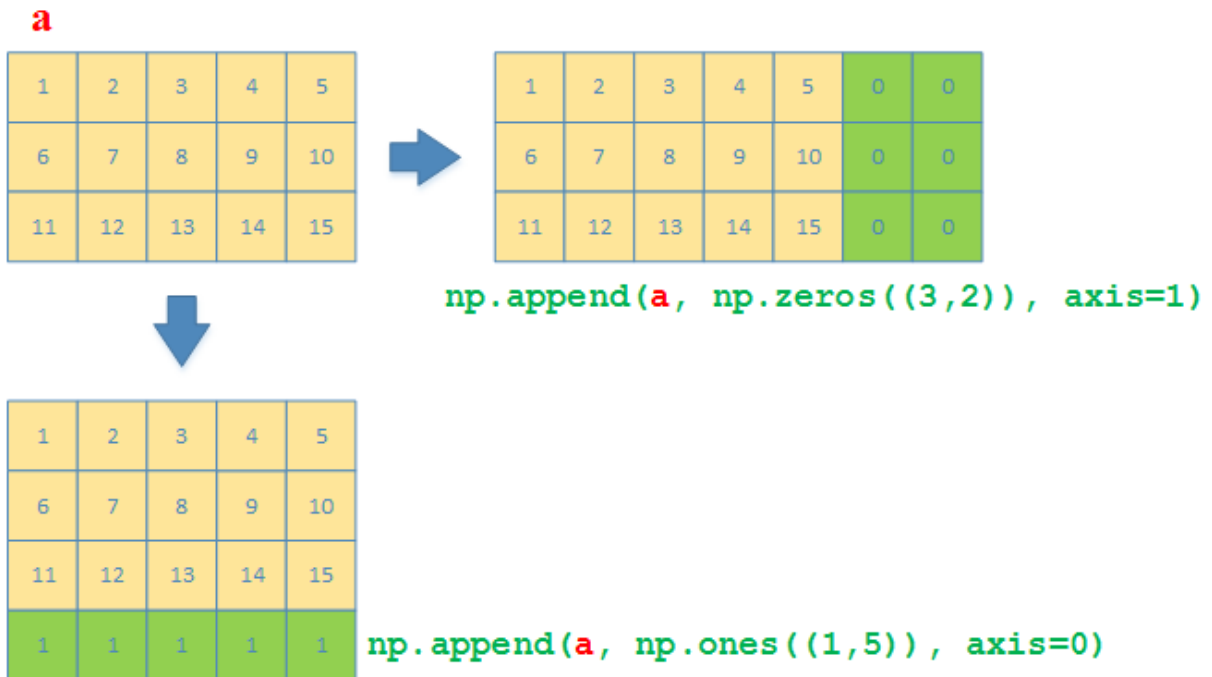 a
1 2 3 4 5
6 7 8 9 10
11 12 13 14 15
1 2 3 4 5 0 0
6 7 8 9 10 0 0
11 12 13 14 15 0 0
np.append(a, np.zeros((3,2)), axis=1)
1 2 3 4 5
6 7 8 9 10
11 12 13 14 15
1 1 1 1 1
np.append(a, np.ones((1,5)), axis=0)